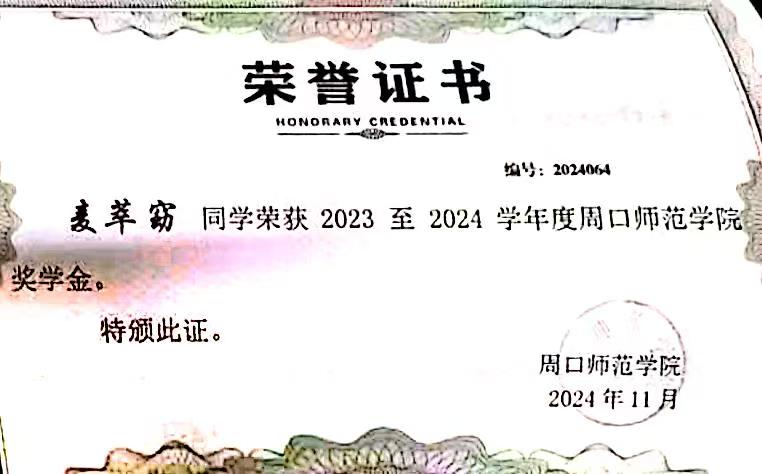 荣誉证书
HONORARY CREDENTIAL
编号：2024064
麦萃窈 同学荣获 2023 至 2024 学年度周口师范学院
奖学金。
特颁此证。
周口师范学院
2024 年 11 月